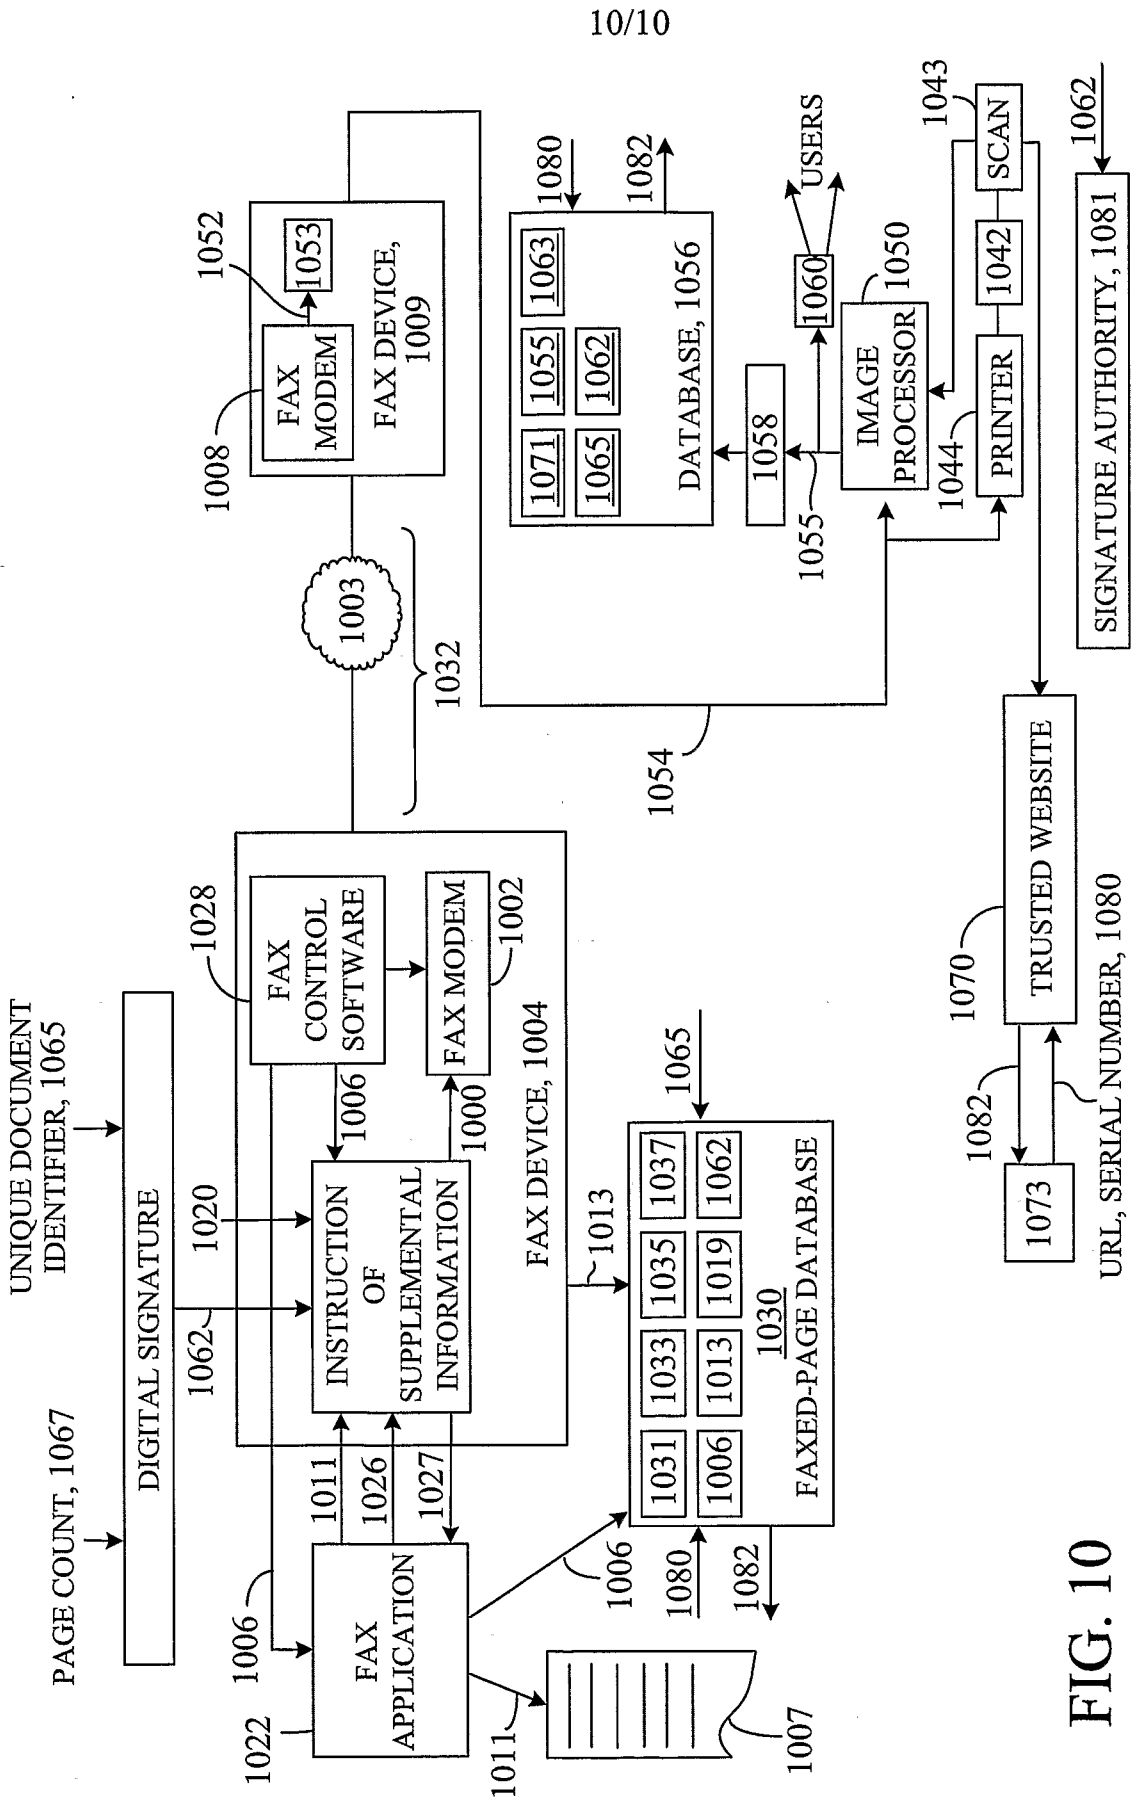 10/10
PAGE COUNT, 1067
UNIQUE DOCUMENT
IDENTIFIER, 1065
DIGITAL SIGNATURE
1006
1062
1020
1028
1022
FAX
APPLICATION
1011
1026
1027
INSTRUCTION
OF
SUPPLEMENTAL
INFORMATION
1006
1000
FAX
CONTROL
SOFTWARE
FAX MODEM
1002
FAX DEVICE, 1004
1003
1032
1008
FAX
MODEM
1052
1053
FAX DEVICE,
1009
1011
1007
1006
1013
1080
1082
1031
1033
1035
1037
1006
1013
1019
1062
1030
FAXED-PAGE DATABASE
1065
1054
1071
1055
1063
1065
1062
DATABASE, 1056
1080
1082
1058
1055
1060
USERS
IMAGE
PROCESSOR
1050
1044
PRINTER
1042
SCAN
1043
1073
1082
1070
TRUSTED WEBSITE
URL, SERIAL NUMBER, 1080
SIGNATURE AUTHORITY, 1081
1062
FIG. 10